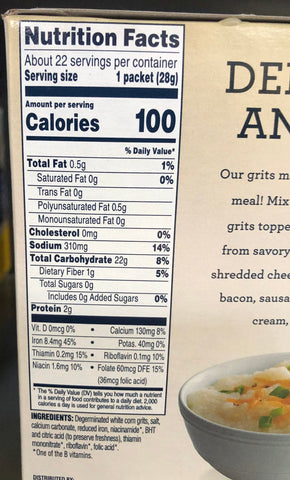 Nutrition Facts
About 22 servings per container
Serving size 1 packet (28g)
Amount per serving
Calories 100
% Daily Value*
Total Fat 0.5g 1%
Saturated Fat 0g 0%
Trans Fat 0g
Polyunsaturated Fat 0.5g
Monounsaturated Fat 0g
Cholesterol 0mg 0%
Sodium 310mg 14%
Total Carbohydrate 22g 8%
Dietary Fiber 1g 5%
Total Sugars 0g
Includes 0g Added Sugars 0%
Protein 2g
Vit. D 0mcg 0% • Calcium 130mg 8%
Iron 8.4mg 45% • Potas. 40mg 0%
Thiamin 0.2mg 15% • Riboflavin 0.1mg 10%
Niacin 1.6mg 10% • Folate 60mcg DFE 15%
(36mcg folic acid)
* The % Daily Value (DV) tells you how much a nutrient
in a serving of food contributes to a daily diet. 2,000
calories a day is used for general nutrition advice.
INGREDIENTS: Degerminated white corn grits, salt,
calcium carbonate, reduced iron, niacinamide*, BHT
and citric acid (to preserve freshness), thiamin
mononitrate*, riboflavin*, folic acid*.
*One of the B vitamins.
DISTRIBUTED BY:
DE
AN
Our grits m
meal! Mix
grits toppe
from savory
shredded chee
bacon, sausa
cream,